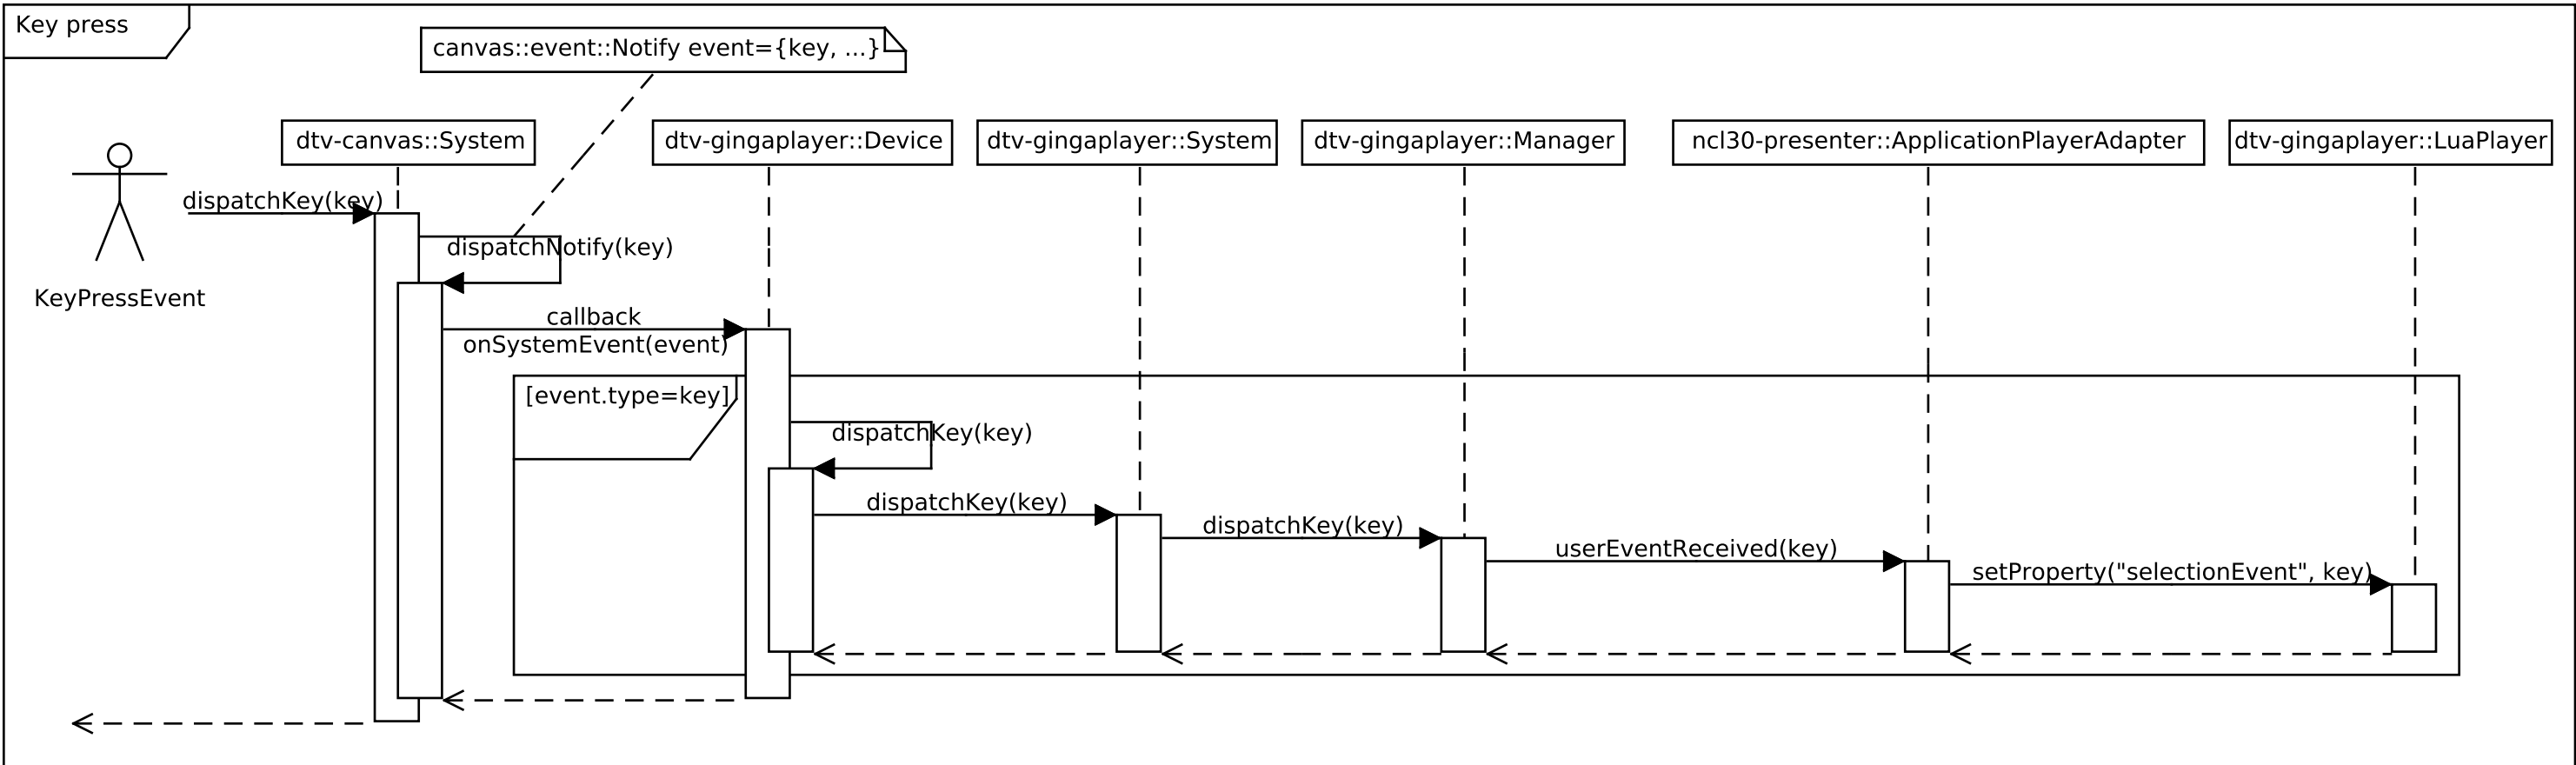 Key press
canvas::event::Notify event={key, ...}
dtv-canvas::System
dtv-gingaplayer::Device
dtv-gingaplayer::System
dtv-gingaplayer::Manager
ncl30-presenter::ApplicationPlayerAdapter
dtv-gingaplayer::LuaPlayer
dispatchKey(key)
dispatchNotify(key)
KeyPressEvent
callback
onSystemEvent(event)
[event.type=key]
dispatchKey(key)
dispatchKey(key)
dispatchKey(key)
userEventReceived(key)
setProperty("selectionEvent", key)